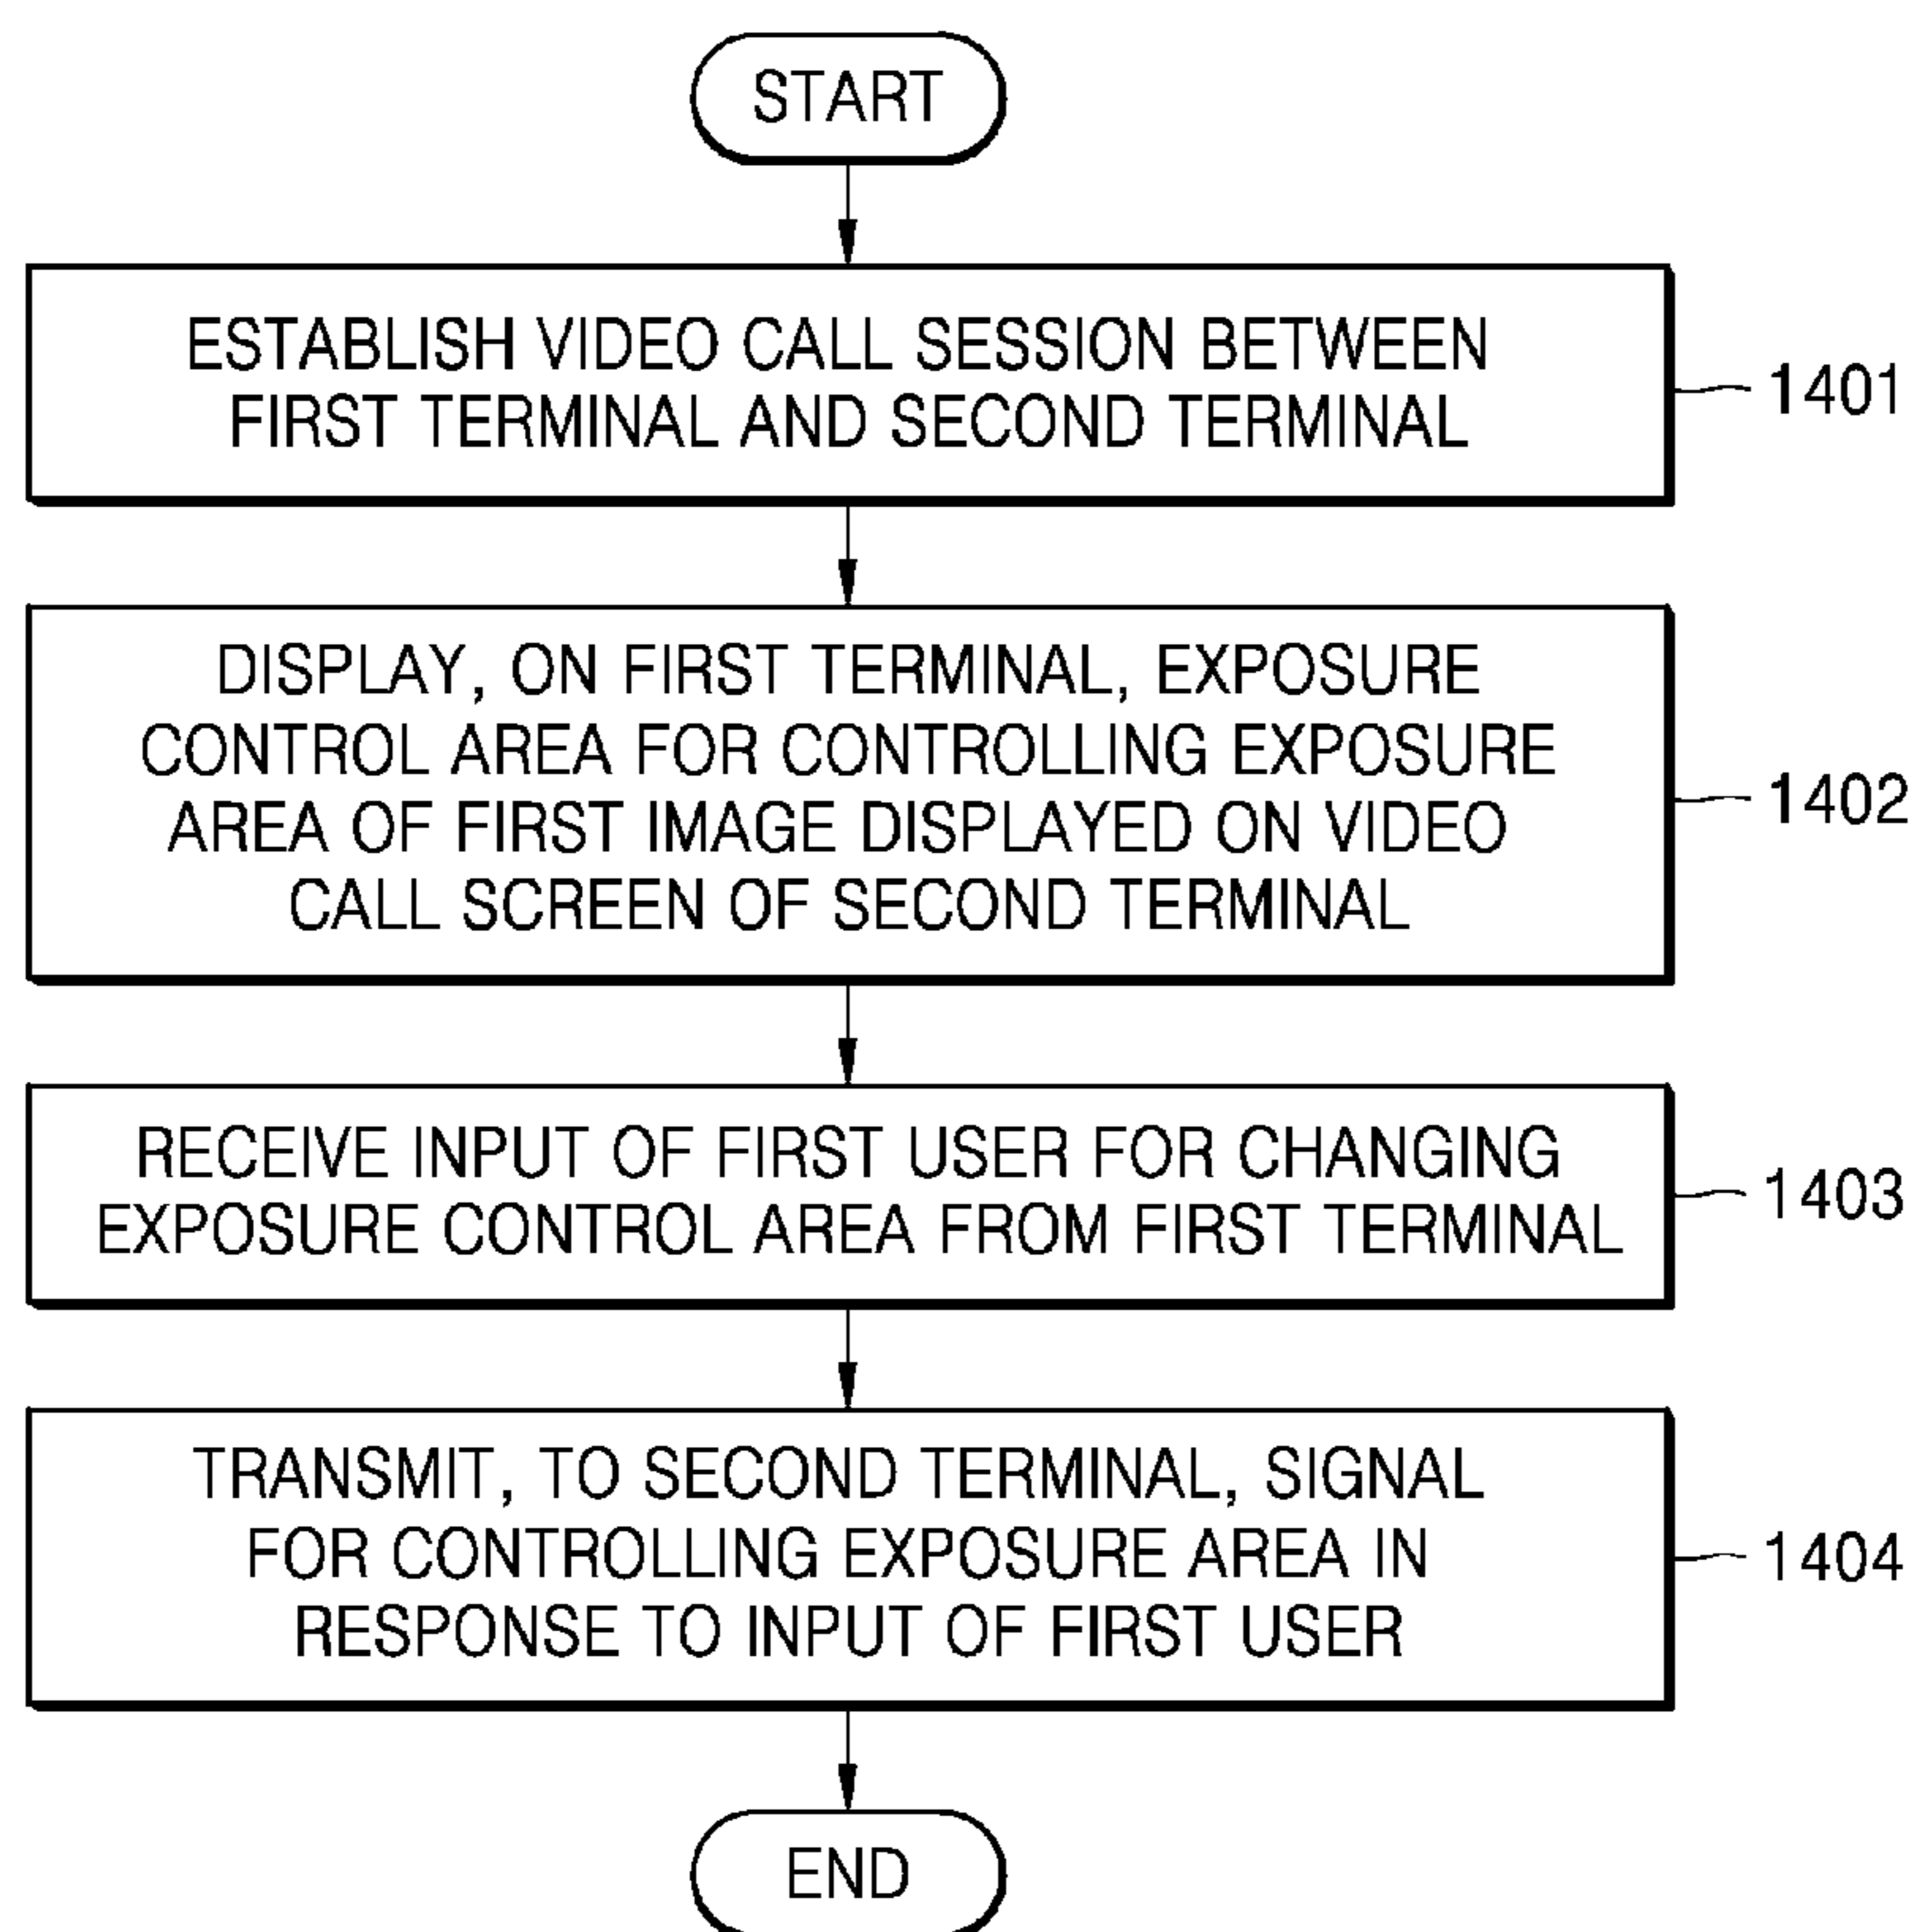 START
ESTABLISH VIDEO CALL SESSION BETWEEN
FIRST TERMINAL AND SECOND TERMINAL
1401
DISPLAY, ON FIRST TERMINAL, EXPOSURE
CONTROL AREA FOR CONTROLLING EXPOSURE
AREA OF FIRST IMAGE DISPLAYED ON VIDEO
CALL SCREEN OF SECOND TERMINAL
1402
RECEIVE INPUT OF FIRST USER FOR CHANGING
EXPOSURE CONTROL AREA FROM FIRST TERMINAL
1403
TRANSMIT, TO SECOND TERMINAL, SIGNAL
FOR CONTROLLING EXPOSURE AREA IN
RESPONSE TO INPUT OF FIRST USER
1404
END